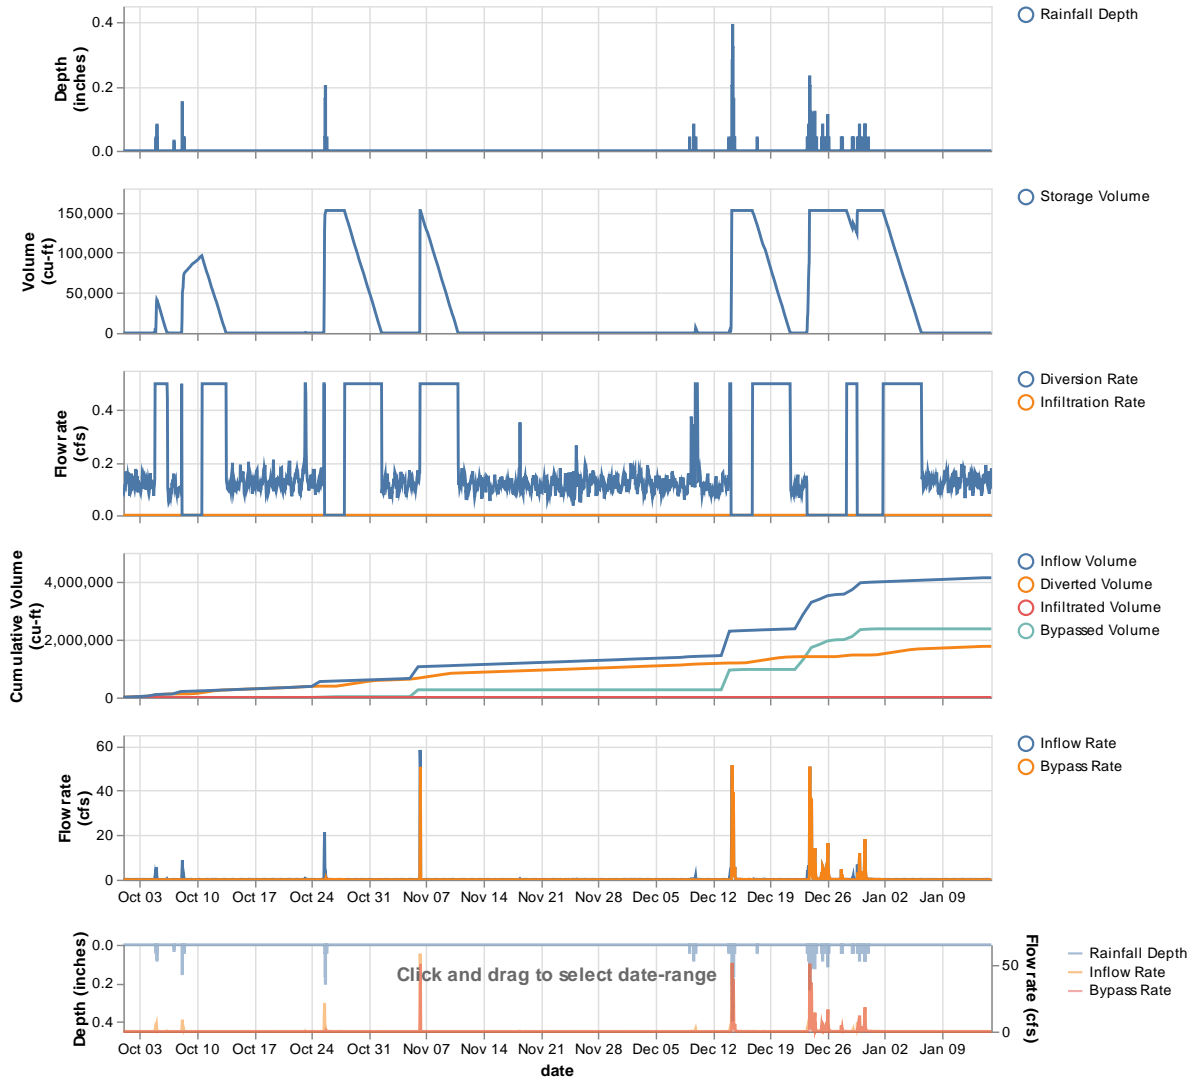 0.4
0.2
0.0
Depth
(inches)
Rainfall Depth
150,000
100,000
50,000
0
Volume
(cu-ft)
Storage Volume
0.4
0.2
0.0
Flow rate
(cfs)
Diversion Rate
Infiltration Rate
4,000,000
2,000,000
0
Cumulative Volume
(cu-ft)
Inflow Volume
Diverted Volume
Infiltrated Volume
Bypassed Volume
60
40
20
0
Flow rate
(cfs)
Inflow Rate
Bypass Rate
Oct 03 Oct 10 Oct 17 Oct 24 Oct 31 Nov 07 Nov 14 Nov 21 Nov 28 Dec 05 Dec 12 Dec 19 Dec 26 Jan 02 Jan 09
0.0
0.2
0.4
Depth (inches)
Click and drag to select date-range
50
0
Flow rate (cfs)
Rainfall Depth
Inflow Rate
Bypass Rate
Oct 03 Oct 10 Oct 17 Oct 24 Oct 31 Nov 07 Nov 14 Nov 21 Nov 28 Dec 05 Dec 12 Dec 19 Dec 26 Jan 02 Jan 09
date